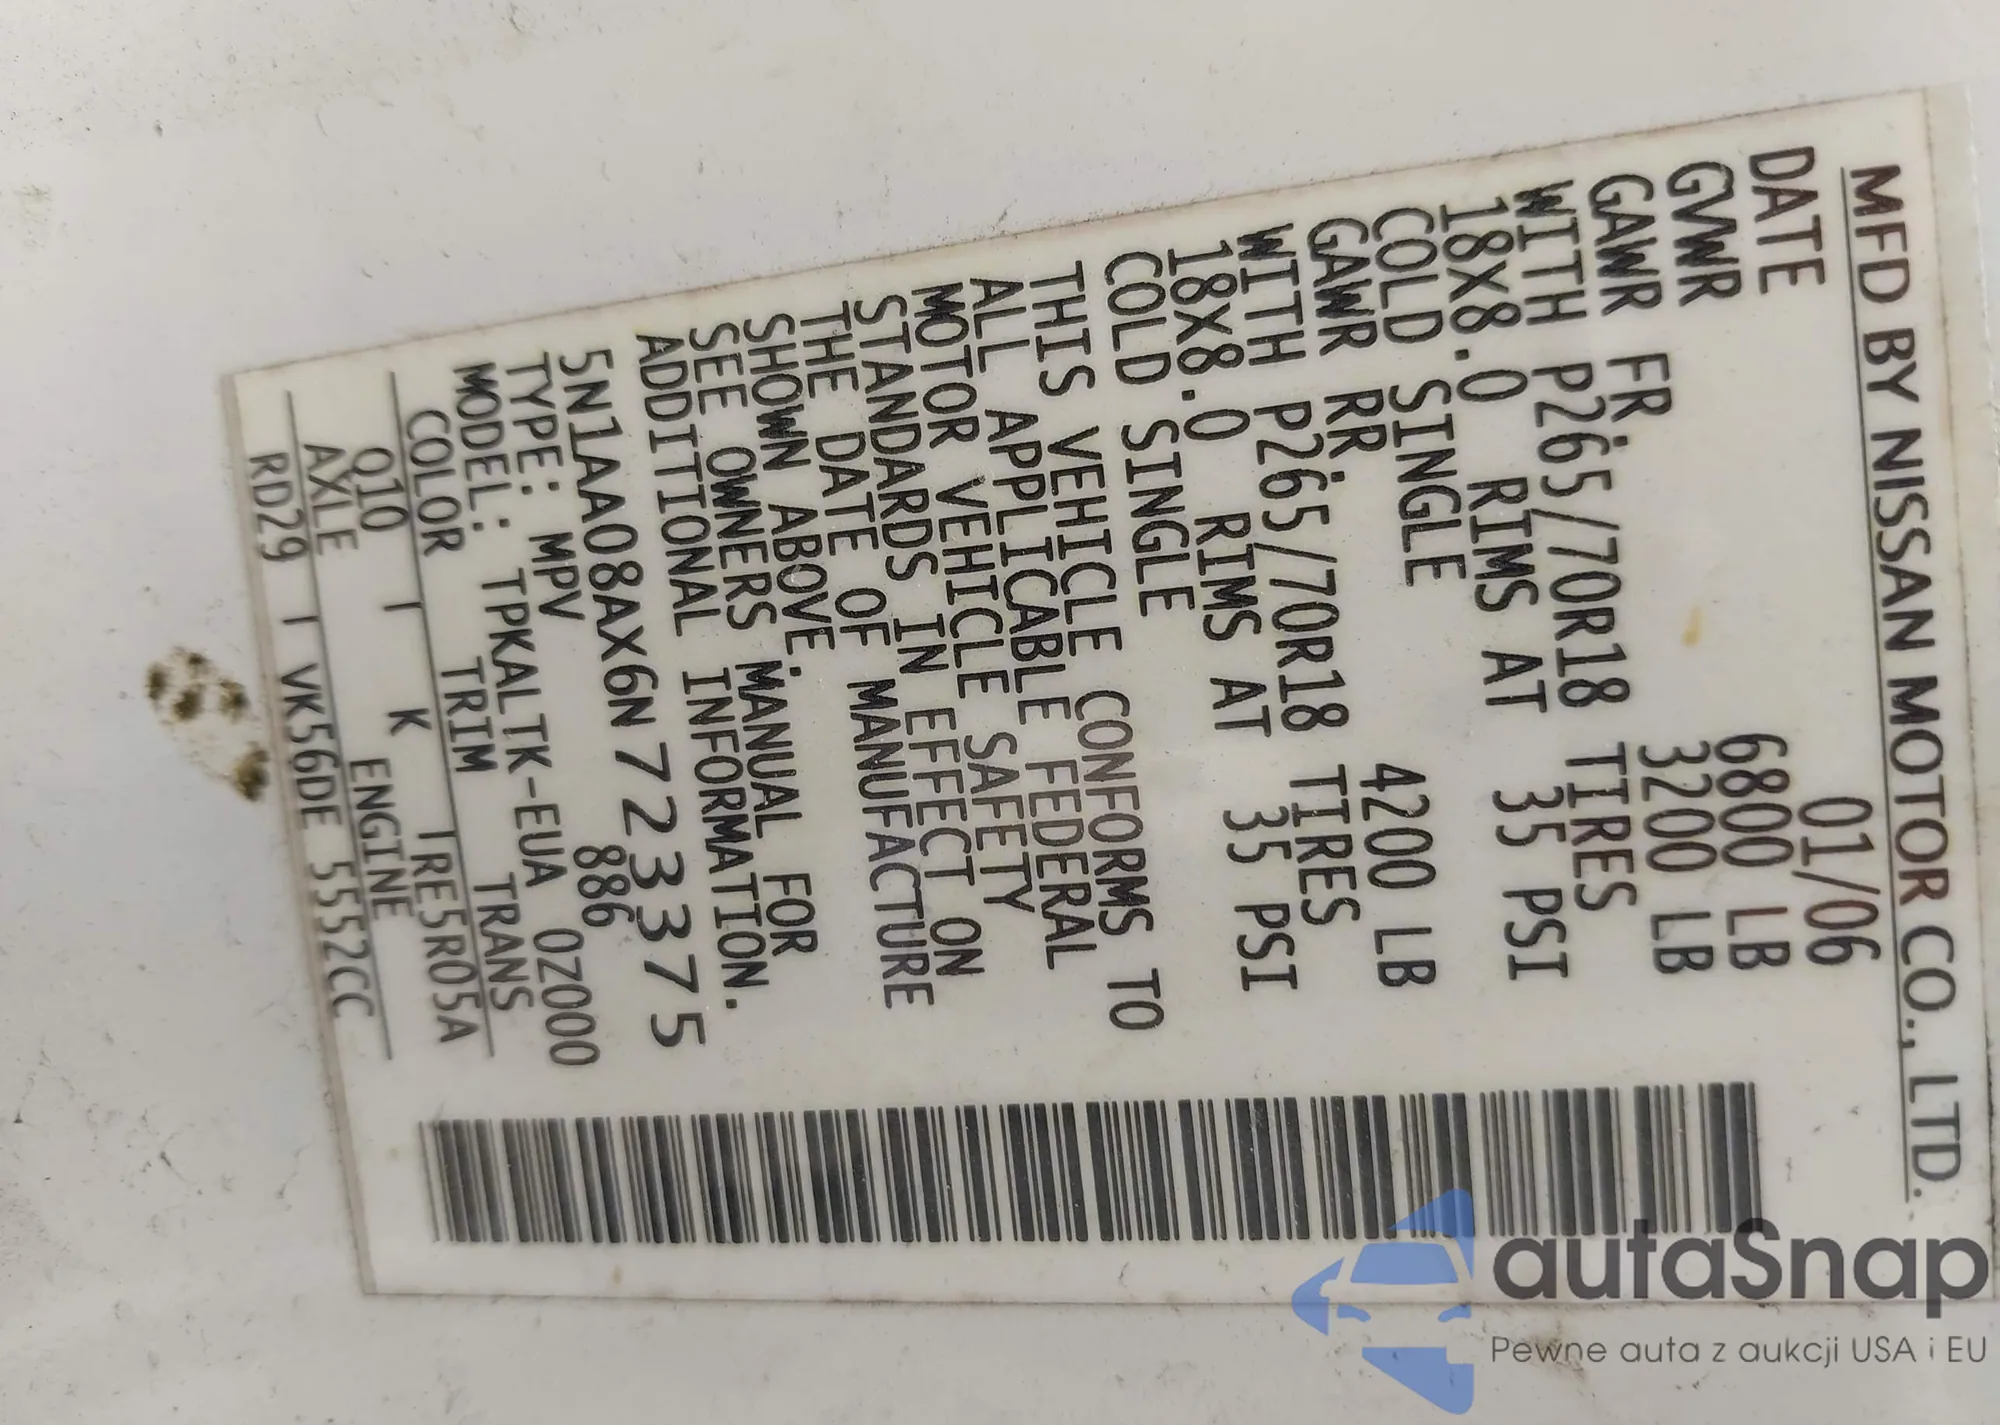 MFD BY NISSAN MOTOR CO., LTD.
DATE 01/06
GVWR 6800 LB
GAWR FR. 3200 LB
WITH P265/70R18 TIRES
18X8.0 RIMS AT 35 PSI
COLD SINGLE
GAWR RR. 4200 LB
WITH P265/70R18 TIRES
18X8.0 RIMS AT 35 PSI
COLD SINGLE
THIS VEHICLE CONFORMS TO
ALL APPLICABLE FEDERAL
MOTOR VEHICLE SAFETY
STANDARDS IN EFFECT ON
THE DATE OF MANUFACTURE
SHOWN ABOVE.
SEE OWNERS MANUAL FOR
ADDITIONAL INFORMATION.
5N1AA08AX6N723375
TYPE: MPV 886
MODEL: TPKALTK-EUA 0Z000
COLOR TRIM TRANS
Q10 K RE5R05A
AXLE ENGINE
RD29 VK56DE 5552CC
autaSnap
Pewne auta z aukcji USA i EU